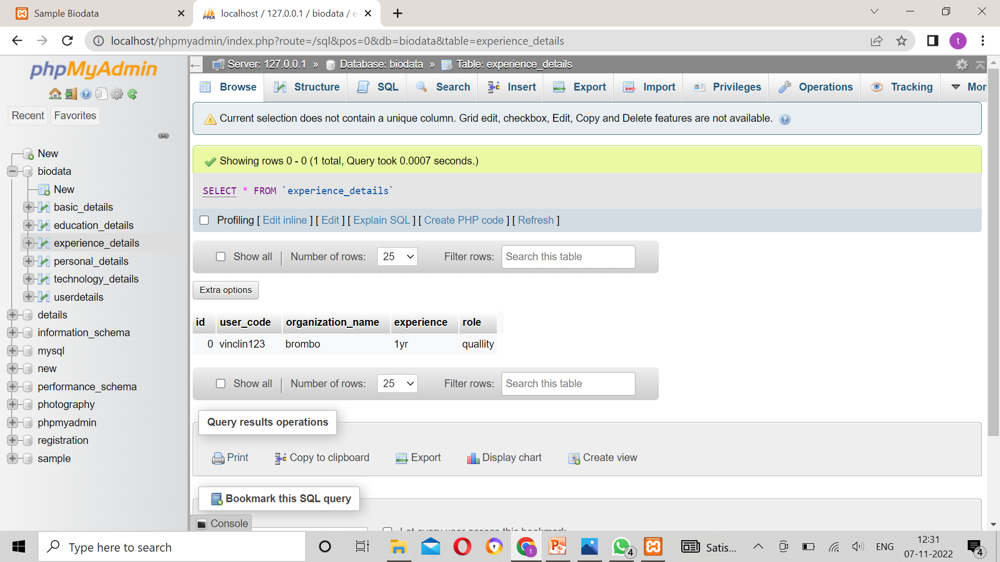 Sample Biodata
localhost / 127.0.0.1 / biodata / e
localhost/phpmyadmin/index.php?route=/sql&pos=0&db=biodata&table=experience_details
t
phpMyAdmin
Recent
Favorites
New
biodata
New
basic_details
education_details
experience_details
personal_details
technology_details
userdetails
details
information_schema
mysql
new
performance_schema
photography
phpmyadmin
registration
sample
Server: 127.0.0.1 » Database: biodata » Table: experience_details
Browse Structure SQL Search Insert Export Import Privileges Operations Tracking Mor
Current selection does not contain a unique column. Grid edit, checkbox, Edit, Copy and Delete features are not available.
Showing rows 0 - 0 (1 total, Query took 0.0007 seconds.)
SELECT * FROM `experience_details`
Profiling [ Edit inline ] [ Edit ] [ Explain SQL ] [ Create PHP code ] [ Refresh ]
Show all | Number of rows: 25 Filter rows: Search this table
Extra options
id user_code organization_name experience role
0 vinclin123 brombo 1yr quallity
Show all | Number of rows: 25 Filter rows: Search this table
Query results operations
Print Copy to clipboard Export Display chart Create view
Bookmark this SQL query
Console
Let every user access this bookmark
Type here to search
4
Satis...
ENG
12:31
07-11-2022
4